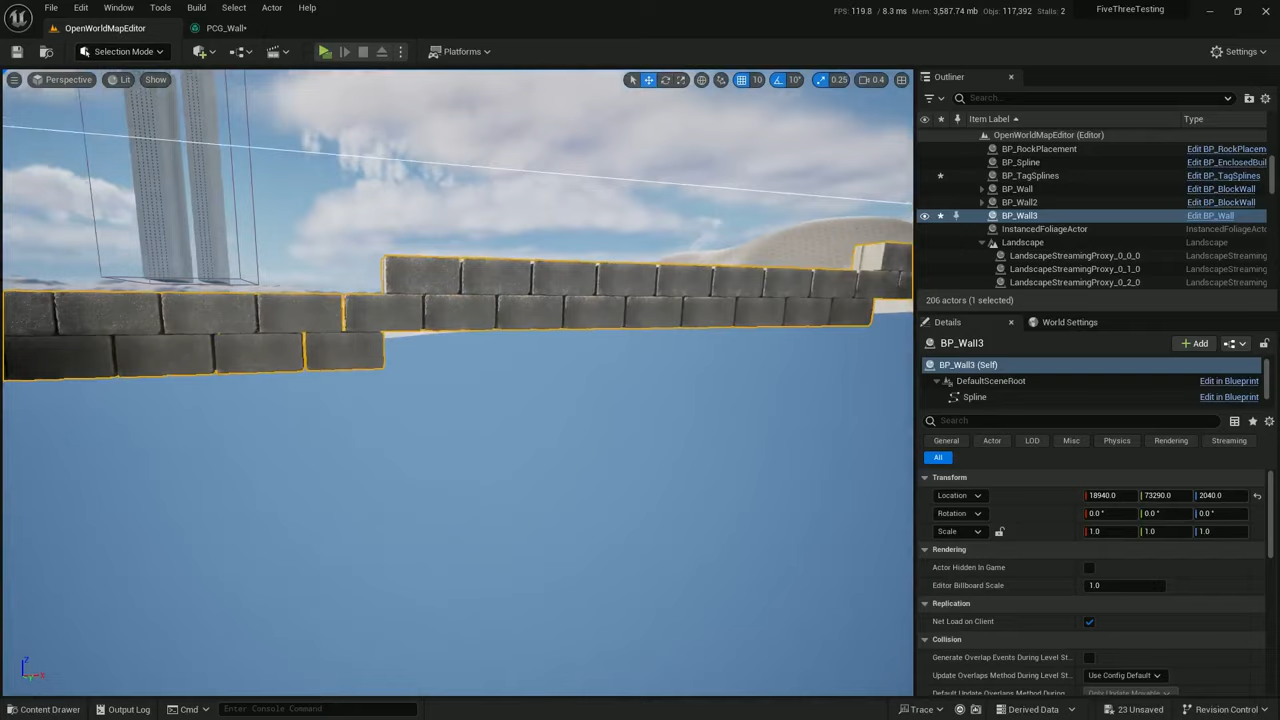 File Edit Window Tools Build Select Actor Help
FPS: 119.8 / 8.3 ms Mem: 3,587.74 mb Objs: 117,392 Stalls: 2
FiveThreeTesting
OpenWorldMapEditor
PCG_Wall*
Selection Mode
Platforms
Settings
Perspective Lit Show
10 10° 0.25 0.4
Outliner
Search...
Item Label Type
OpenWorldMapEditor (Editor)
BP_RockPlacement Edit BP_RockPlacem
BP_Spline Edit BP_EnclosedBuil
BP_TagSplines Edit BP_TagSplines
BP_Wall Edit BP_BlockWall
BP_Wall2 Edit BP_BlockWall
BP_Wall3 Edit BP_Wall
InstancedFoliageActor InstancedFoliageActo
Landscape Landscape
LandscapeStreamingProxy_0_0_0 LandscapeStreaming
LandscapeStreamingProxy_0_1_0 LandscapeStreaming
LandscapeStreamingProxy_0_2_0 LandscapeStreaming
206 actors (1 selected)
Details World Settings
BP_Wall3 Add
BP_Wall3 (Self)
DefaultSceneRoot Edit in Blueprint
Spline Edit in Blueprint
Search
General Actor LOD Misc Physics Rendering Streaming
All
Transform
Location 18940.0 73290.0 2040.0
Rotation 0.0 ° 0.0 ° 0.0 °
Scale 1.0 1.0 1.0
Rendering
Actor Hidden In Game
Editor Billboard Scale 1.0
Replication
Net Load on Client
Collision
Generate Overlap Events During Level St...
Update Overlaps Method During Level St... Use Config Default
Default Update Overlaps Method During Only Update Movable
Z X
Content Drawer Output Log Cmd Enter Console Command Trace Derived Data 23 Unsaved Revision Control